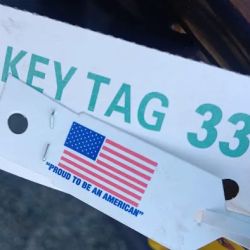 KEY TAG 33
"PROUD TO BE AN AMERICAN"